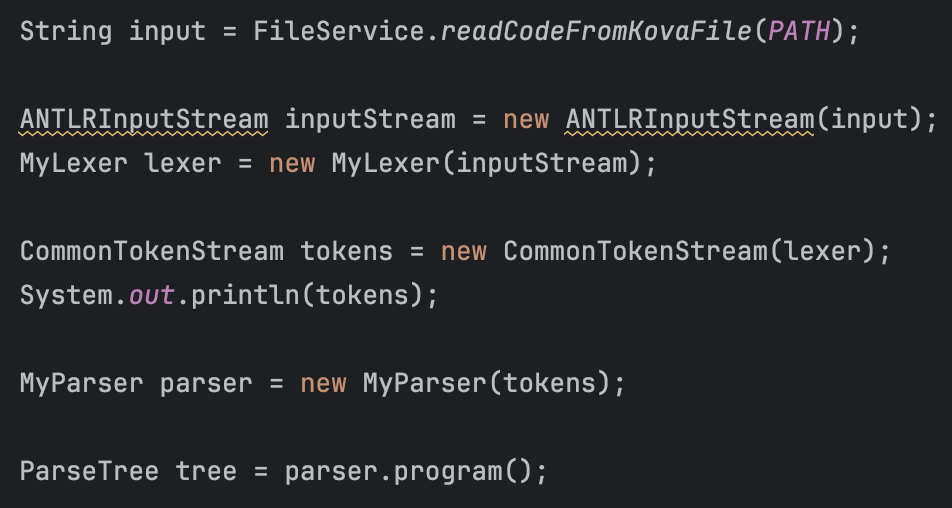 String input = FileService.readCodeFromKovaFile(PATH);
ANTLRInputStream inputStream = new ANTLRInputStream(input);
MyLexer lexer = new MyLexer(inputStream);
CommonTokenStream tokens = new CommonTokenStream(lexer);
System.out.println(tokens);
MyParser parser = new MyParser(tokens);
ParseTree tree = parser.program();